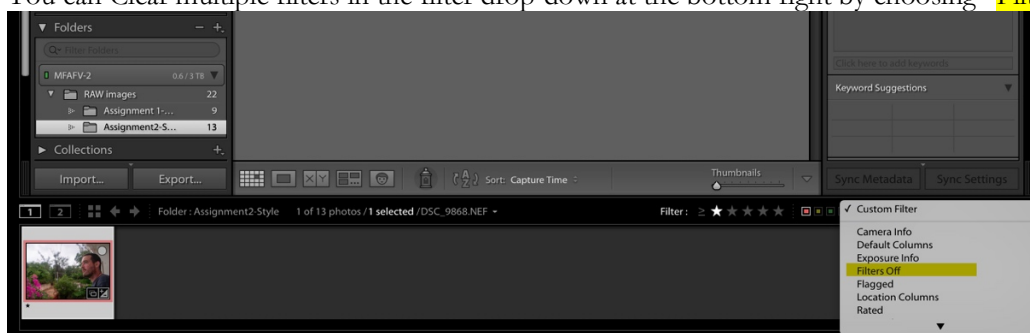 You can Clear multiple filters in the filter drop-down at the bottom right by choosing "Fil
Folders
Filter Folders
MFAFV-2 0.6 / 3 TB
RAW images 22
Assignment 1-... 9
Assignment2-S... 13
Collections
Import... Export...
Sort: Capture Time
Thumbnails
Click here to add keywords
Keyword Suggestions
Sync Metadata Sync Settings
1 2 Folder : Assignment2-Style 1 of 13 photos / 1 selected / DSC_9868.NEF Filter : ≥ ★ ★ ★ ★ ★
✓ Custom Filter
Camera Info
Default Columns
Exposure Info
Filters Off
Flagged
Location Columns
Rated